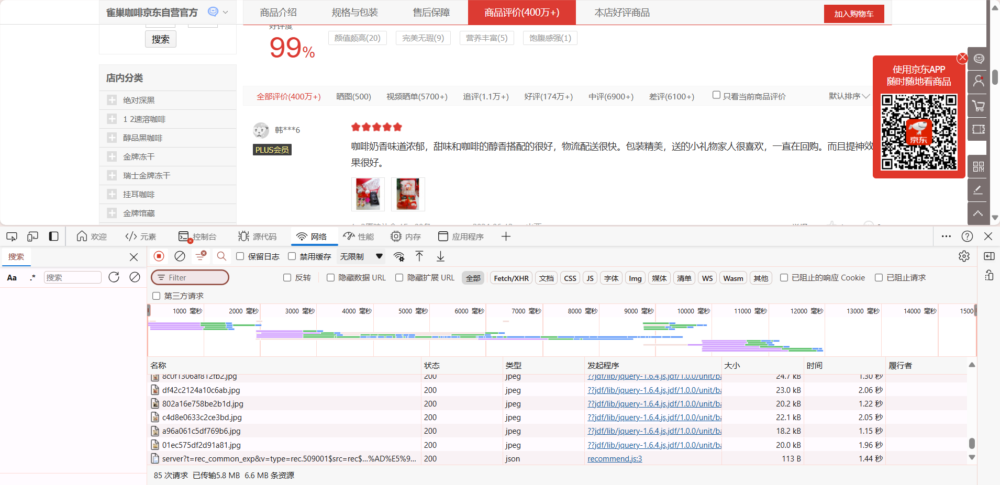 雀巢咖啡京东自营官方
商品介绍 规格与包装 售后保障 商品评价(400万+) 本店好评商品 加入购物车
搜索
好评度
99%
颜值颇高(20) 完美无瑕(9) 营养丰富(5) 饱腹感强(1)
店内分类
绝对深黑
1 2速溶咖啡
醇品黑咖啡
金牌冻干
瑞士金牌冻干
挂耳咖啡
金牌馆藏
全部评价(400万+) 晒图(500) 视频晒单(5700+) 追评(1.1万+) 好评(174万+) 中评(6900+) 差评(6100+) 只看当前商品评价 默认排序
韩***6
PLUS会员
咖啡奶香味道浓郁，甜味和咖啡的醇香搭配的很好，物流配送很快。包装精美，送的小礼物家人很喜欢，一直在回购。而且提神效
果很好。
使用京东APP
随时随地看商品
京东
欢迎 元素 控制台 源代码 网络 性能 内存 应用程序
搜索
保留日志 禁用缓存 无限制
Aa .* 搜索
Filter 反转 隐藏数据 URL 隐藏扩展 URL 全部 Fetch/XHR 文档 CSS JS 字体 Img 媒体 清单 WS Wasm 其他 已阻止的响应 Cookie 已阻止请求
第三方请求
1000 毫秒 2000 毫秒 3000 毫秒 4000 毫秒 5000 毫秒 6000 毫秒 7000 毫秒 8000 毫秒 9000 毫秒 10000 毫秒 11000 毫秒 12000 毫秒 13000 毫秒 14000 毫秒 1500
名称 状态 类型 发起程序 大小 时间 履行者
8c0f1306af812fb2.jpg 200 jpeg ??jdf/lib/jquery-1.6.4.js,jdf/1.0.0/unit/ba 24.7 kB 1.30 秒
df42c2124a10c6ab.jpg 200 jpeg ??jdf/lib/jquery-1.6.4.js,jdf/1.0.0/unit/ba 23.0 kB 2.06 秒
802a16e758be2b1d.jpg 200 jpeg ??jdf/lib/jquery-1.6.4.js,jdf/1.0.0/unit/ba 20.2 kB 1.22 秒
c4d8e0633c2ce3bd.jpg 200 jpeg ??jdf/lib/jquery-1.6.4.js,jdf/1.0.0/unit/ba 22.1 kB 2.05 秒
a96a061c5df769b6.jpg 200 jpeg ??jdf/lib/jquery-1.6.4.js,jdf/1.0.0/unit/ba 18.2 kB 1.15 秒
01ec575df2d91a81.jpg 200 jpeg ??jdf/lib/jquery-1.6.4.js,jdf/1.0.0/unit/ba 20.0 kB 1.96 秒
server?t=rec_common_exp&v=type=rec.509001$src=rec$...%AD%E5%9... 200 json recommend.js:3 113 B 1.44 秒
85 次请求 已传输5.8 MB 6.6 MB 条资源